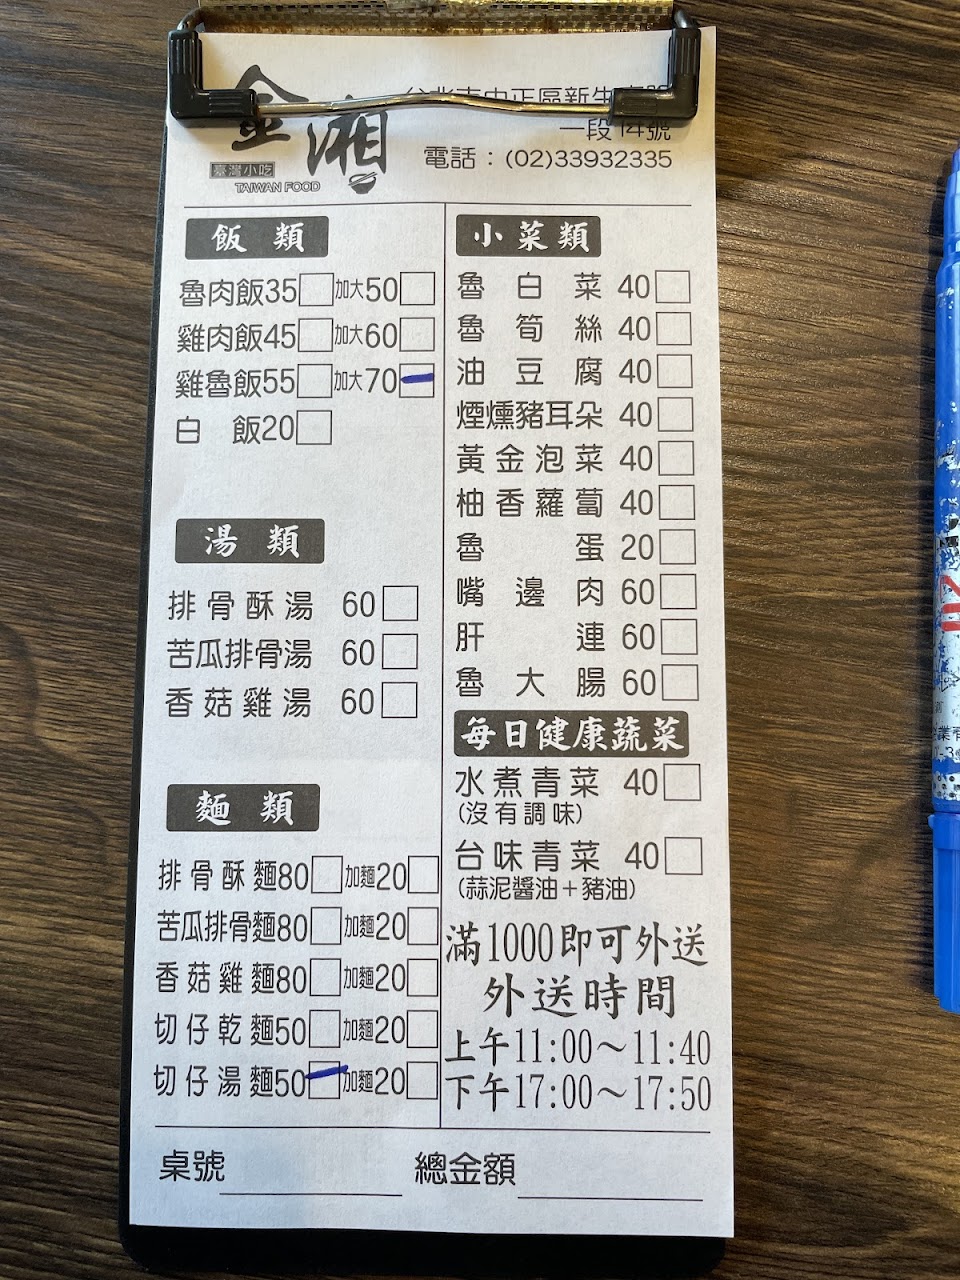 金湘
臺灣小吃
TAIWAN FOOD
台北市中正區新生南路
一段14號
電話：(02)33932335
飯類
魯肉飯35 加大50
雞肉飯45 加大60
雞魯飯55 加大70
白飯20
湯類
排骨酥湯 60
苦瓜排骨湯 60
香菇雞湯 60
麵類
排骨酥麵80 加麵20
苦瓜排骨麵80 加麵20
香菇雞麵80 加麵20
切仔乾麵50 加麵20
切仔湯麵50 加麵20
小菜類
魯白菜 40
魯筍絲 40
油豆腐 40
煙燻豬耳朵 40
黃金泡菜 40
柚香蘿蔔 40
魯蛋 20
嘴邊肉 60
肝連 60
魯大腸 60
每日健康蔬菜
水煮青菜 40
(沒有調味)
台味青菜 40
(蒜泥醬油＋豬油)
滿1000即可外送
外送時間
上午11:00～11:40
下午17:00～17:50
桌號
總金額